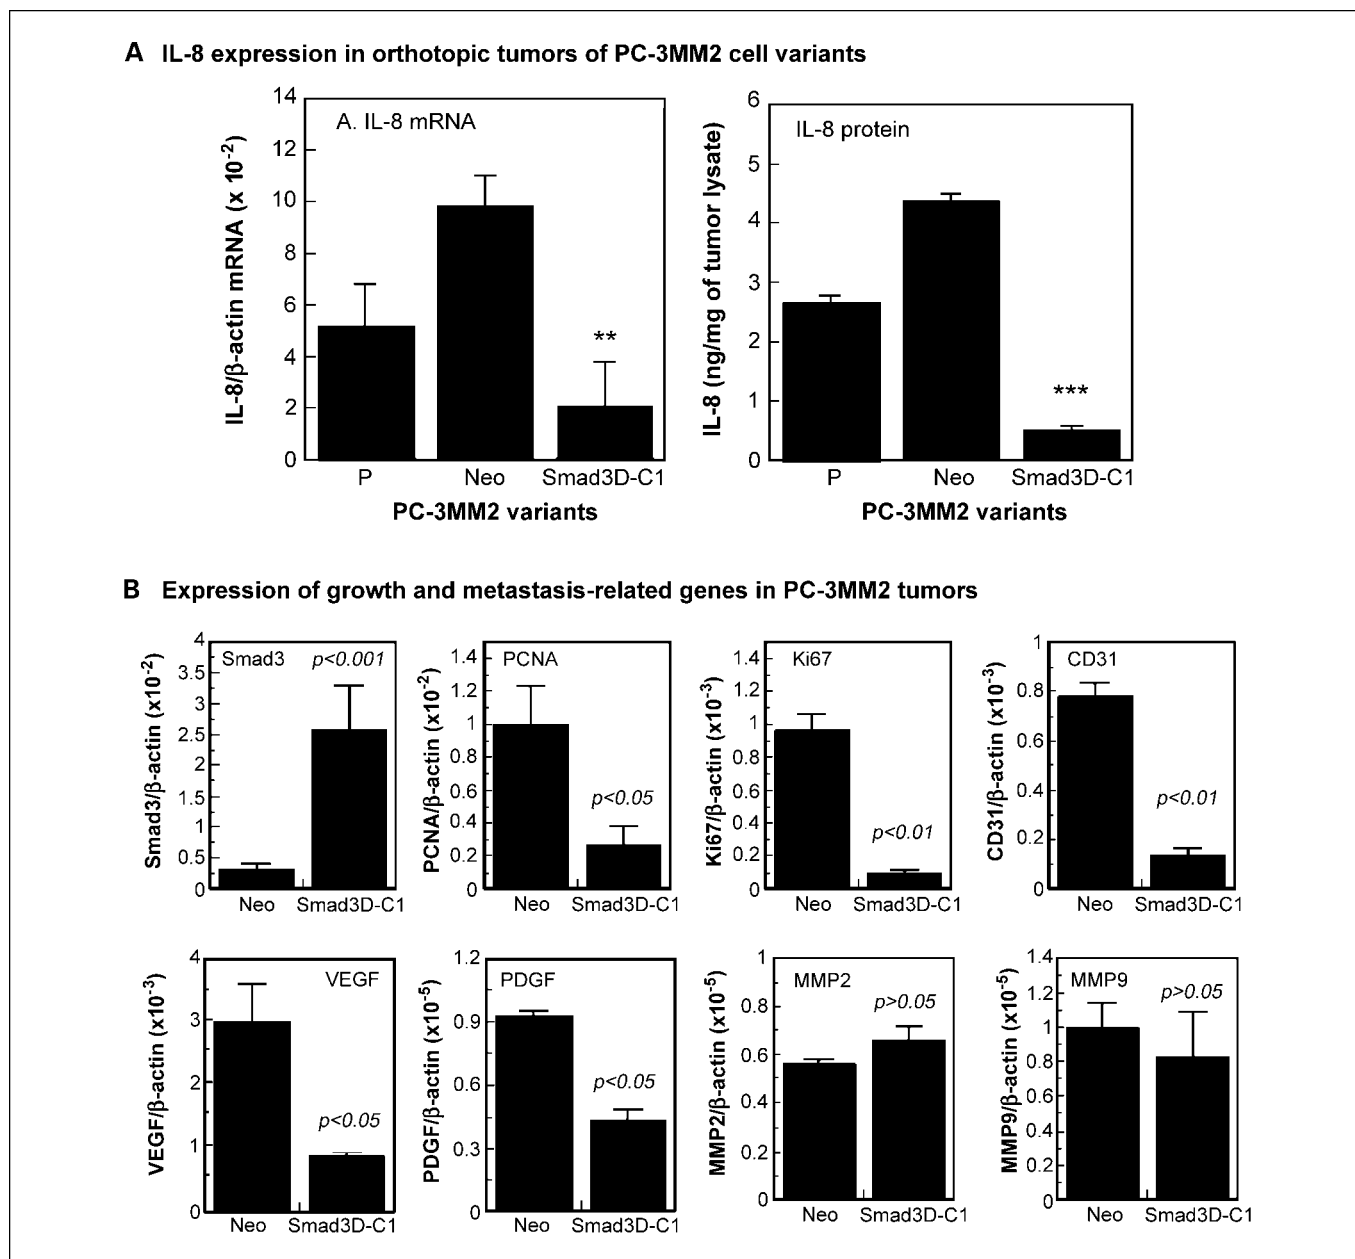 A IL-8 expression in orthotopic tumors of PC-3MM2 cell variants
A. IL-8 mRNA
IL-8/β-actin mRNA (x 10⁻²)
14
12
10
8
6
4
2
0
**
P Neo Smad3D-C1
PC-3MM2 variants
IL-8 protein
IL-8 (ng/mg of tumor lysate)
6
5
4
3
2
1
0
***
P Neo Smad3D-C1
PC-3MM2 variants
B Expression of growth and metastasis-related genes in PC-3MM2 tumors
Smad3
p<0.001
Smad3/β-actin (x10⁻²)
4
3.5
3
2.5
2
1.5
1
0.5
0
Neo Smad3D-C1
PCNA
p<0.05
PCNA/β-actin (x10⁻²)
1.4
1.2
1
0.8
0.6
0.4
0.2
0
Neo Smad3D-C1
Ki67
p<0.01
Ki67/β-actin (x10⁻³)
1.4
1.2
1
0.8
0.6
0.4
0.2
0
Neo Smad3D-C1
CD31
p<0.01
CD31/β-actin (x10⁻³)
1
0.8
0.6
0.4
0.2
0
Neo Smad3D-C1
VEGF
p<0.05
VEGF/β-actin (x10⁻³)
4
3
2
1
0
Neo Smad3D-C1
PDGF
p<0.05
PDGF/β-actin (x10⁻⁵)
1.2
0.9
0.6
0.3
0
Neo Smad3D-C1
MMP2
p>0.05
MMP2/β-actin (x10⁻⁵)
1
0.8
0.6
0.4
0.2
0
Neo Smad3D-C1
MMP9
p>0.05
MMP9/β-actin (x10⁻⁵)
1.4
1.2
1
0.8
0.6
0.4
0.2
0
Neo Smad3D-C1